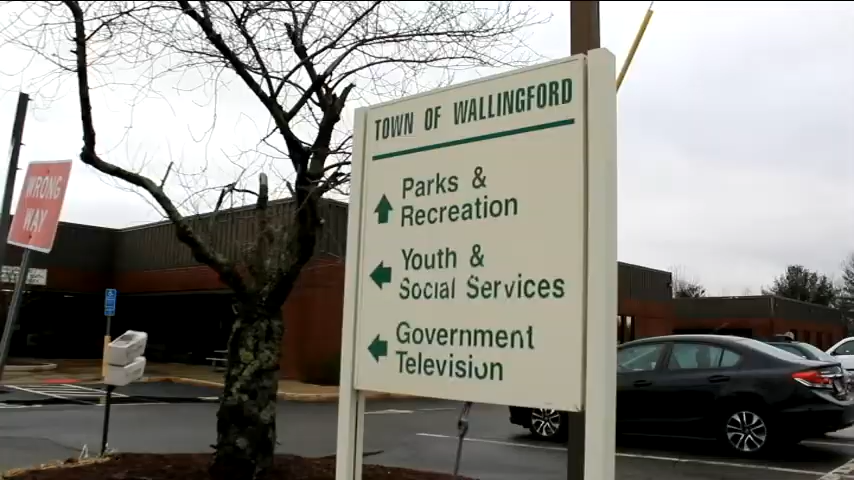 TOWN OF WALLINGFORD
Parks &
Recreation
Youth &
Social Services
Government
Television
WRONG
WAY